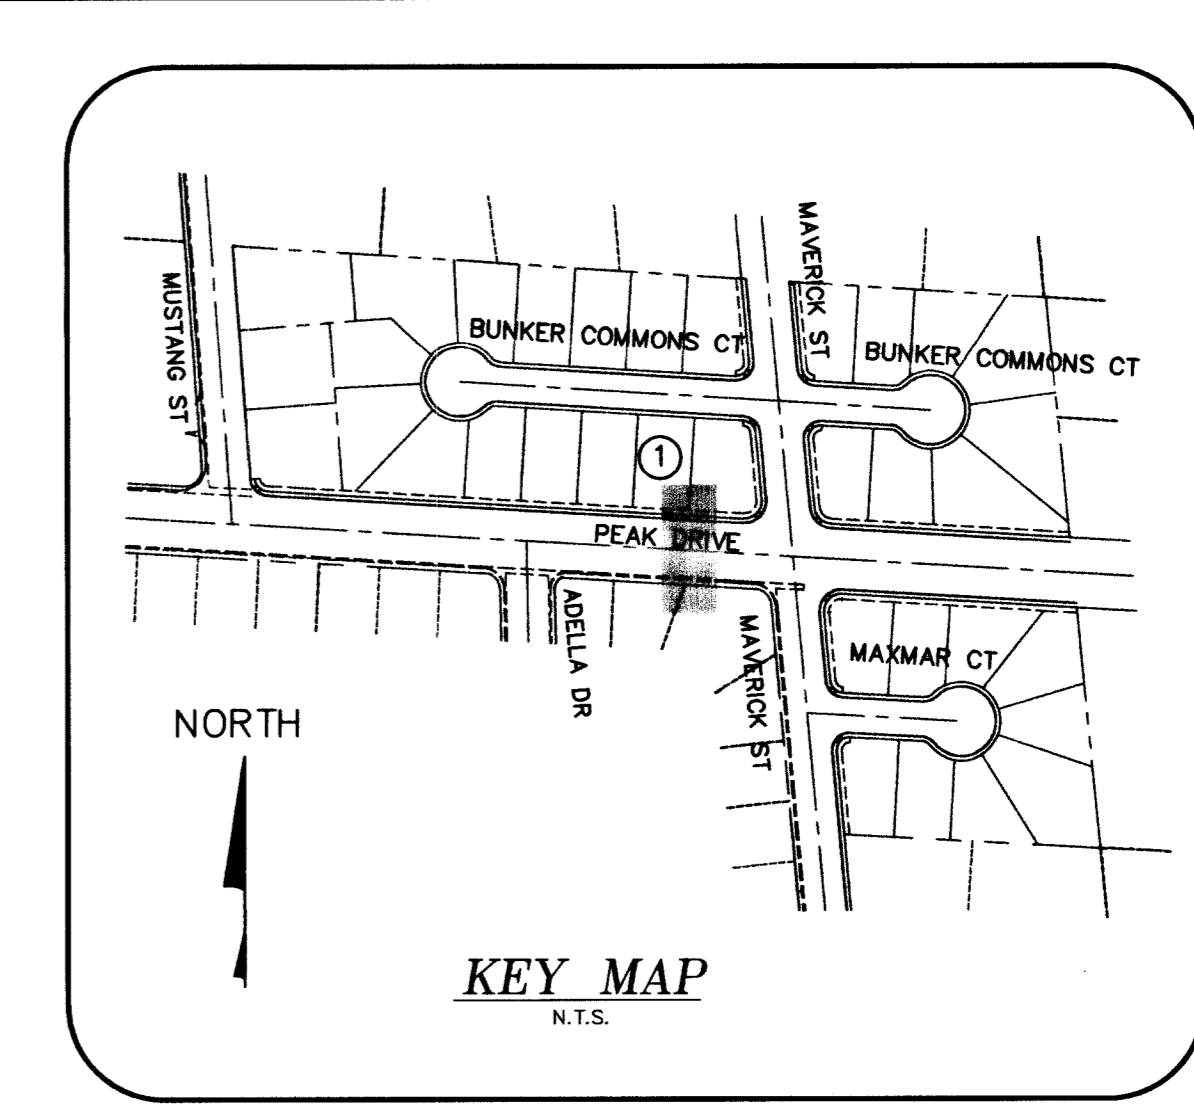 MAVERICK ST
MUSTANG ST
BUNKER COMMONS CT
BUNKER COMMONS CT
1
PEAK DRIVE
ADELLA DR
MAVERICK ST
MAXMAR CT
NORTH
KEY MAP
N.T.S.